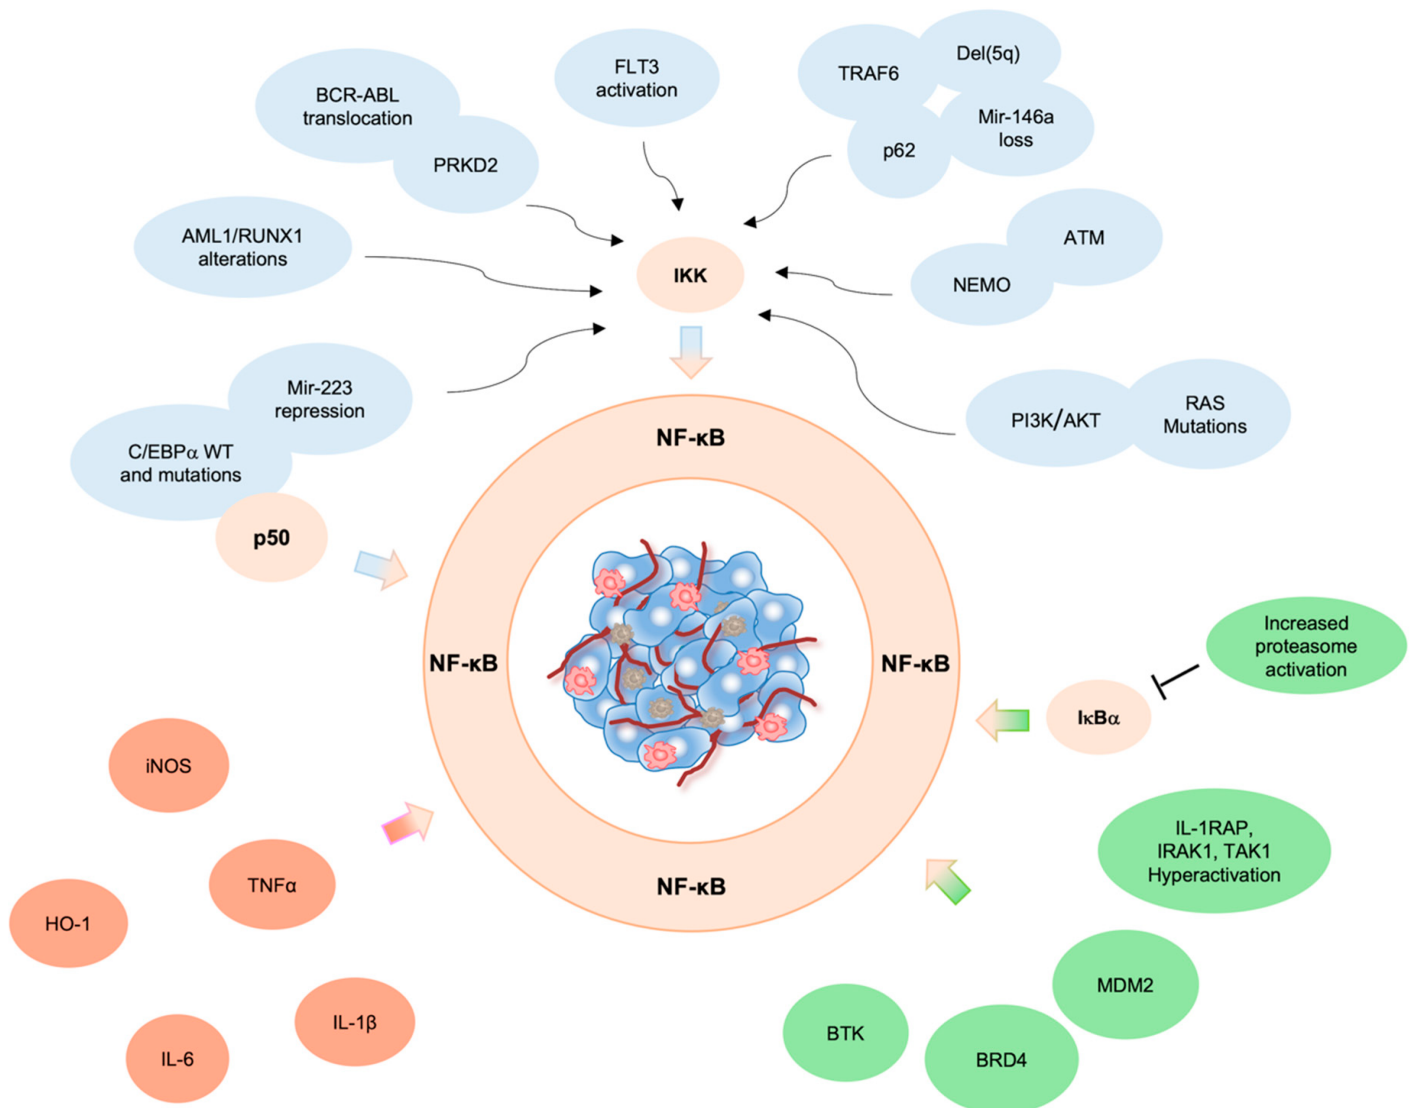 FLT3
activation
TRAF6
Del(5q)
BCR-ABL
translocation
Mir-146a
loss
p62
PRKD2
AML1/RUNX1
alterations
ATM
IKK
NEMO
Mir-223
repression
PI3K/AKT
RAS
Mutations
C/EBPα WT
and mutations
p50
NF-κB
NF-κB
NF-κB
NF-κB
Increased
proteasome
activation
IκBα
iNOS
TNFα
HO-1
IL-1β
IL-6
IL-1RAP,
IRAK1, TAK1
Hyperactivation
MDM2
BTK
BRD4